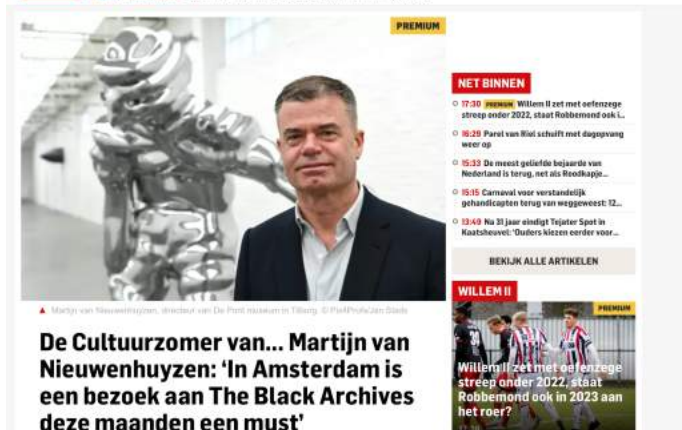 PREMIUM
NET BINNEN
17:30 PREMIUM Willem II zet met oefenzege
streep onder 2022, staat Robbemond ook i...
16:29 Parel van Riel schuift met dagopvang
weer op
15:33 De meest geliefde bejaarde van
Nederland is terug, net als Roodkapje...
15:15 Carnaval voor verstandelijk
gehandicapten terug van weggeweest: 12...
13:49 Na 31 jaar eindigt Tejater Spot in
Kaatsheuvel: 'Ouders kiezen eerder voor...
BEKIJK ALLE ARTIKELEN
WILLEM II
PREMIUM
Martijn van Nieuwenhuyzen, directeur van De Pont museum in Tilburg. © Pix4Profs/Jan Stads
De Cultuurzomer van... Martijn van
Nieuwenhuyzen: ‘In Amsterdam is
een bezoek aan The Black Archives
deze maanden een must’
Willem II zet met oefenzege
streep onder 2022, staat
Robbemond ook in 2023 aan
het roer?
17:30